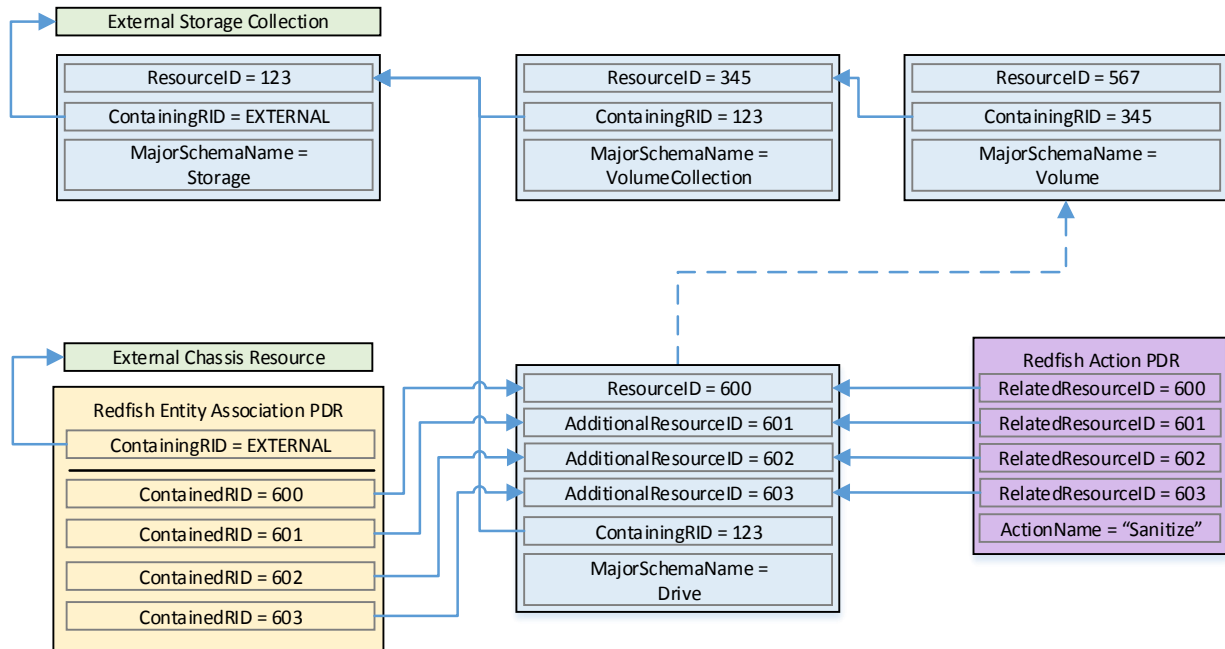 External Storage Collection
ResourceID = 123
ContainingRID = EXTERNAL
MajorSchemaName =
Storage
ResourceID = 345
ContainingRID = 123
MajorSchemaName =
VolumeCollection
ResourceID = 567
ContainingRID = 345
MajorSchemaName =
Volume
External Chassis Resource
Redfish Entity Association PDR
ContainingRID = EXTERNAL
ContainedRID = 600
ContainedRID = 601
ContainedRID = 602
ContainedRID = 603
ResourceID = 600
AdditionalResourceID = 601
AdditionalResourceID = 602
AdditionalResourceID = 603
ContainingRID = 123
MajorSchemaName =
Drive
Redfish Action PDR
RelatedResourceID = 600
RelatedResourceID = 601
RelatedResourceID = 602
RelatedResourceID = 603
ActionName = “Sanitize”